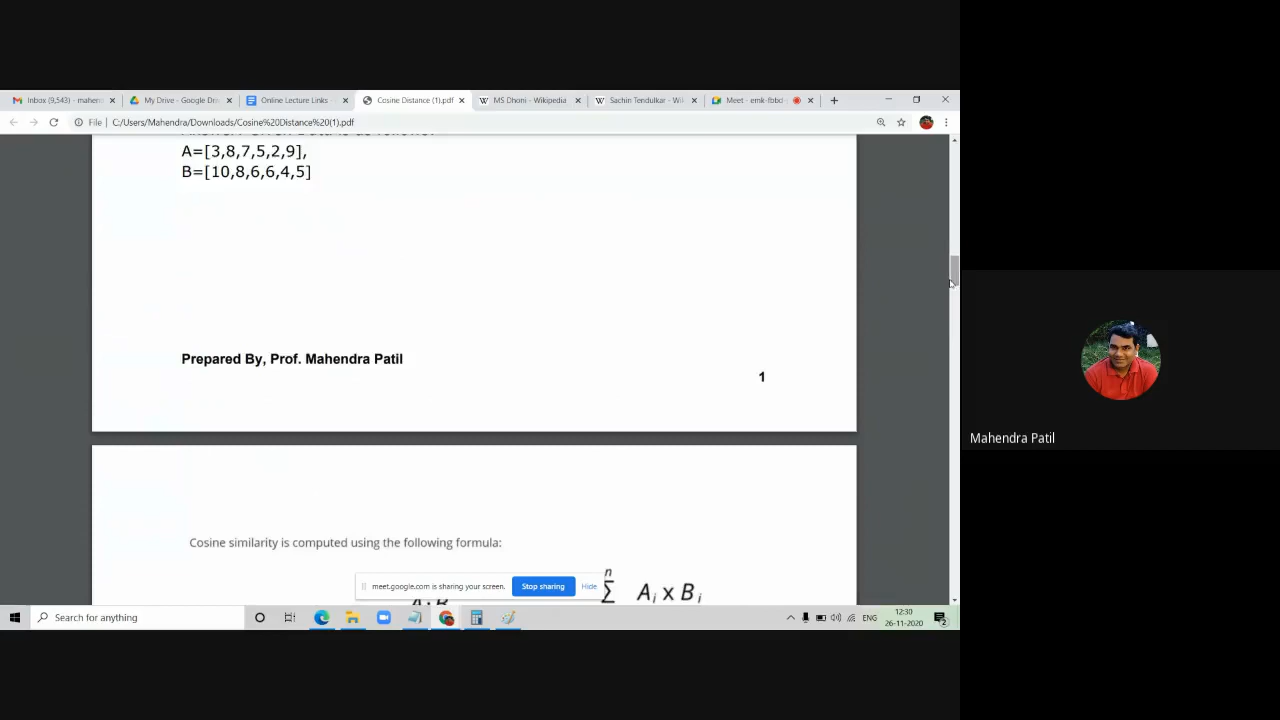 Inbox (9,543) - mahen
My Drive - Google Dri
Online Lecture Links -
Cosine Distance (1).pdf
MS Dhoni - Wikipedia
Sachin Tendulkar - Wi
Meet - emk-fbbd-
File
C:/Users/Mahendra/Downloads/Cosine%20Distance%20(1).pdf
A=[3,8,7,5,2,9],
B=[10,8,6,6,4,5]
Prepared By, Prof. Mahendra Patil
1
Mahendra Patil
Cosine similarity is computed using the following formula:
n
Σ Ai x Bi
meet.google.com is sharing your screen.
Stop sharing
Hide
A · B
Search for anything
ENG
12:30
26-11-2020
2